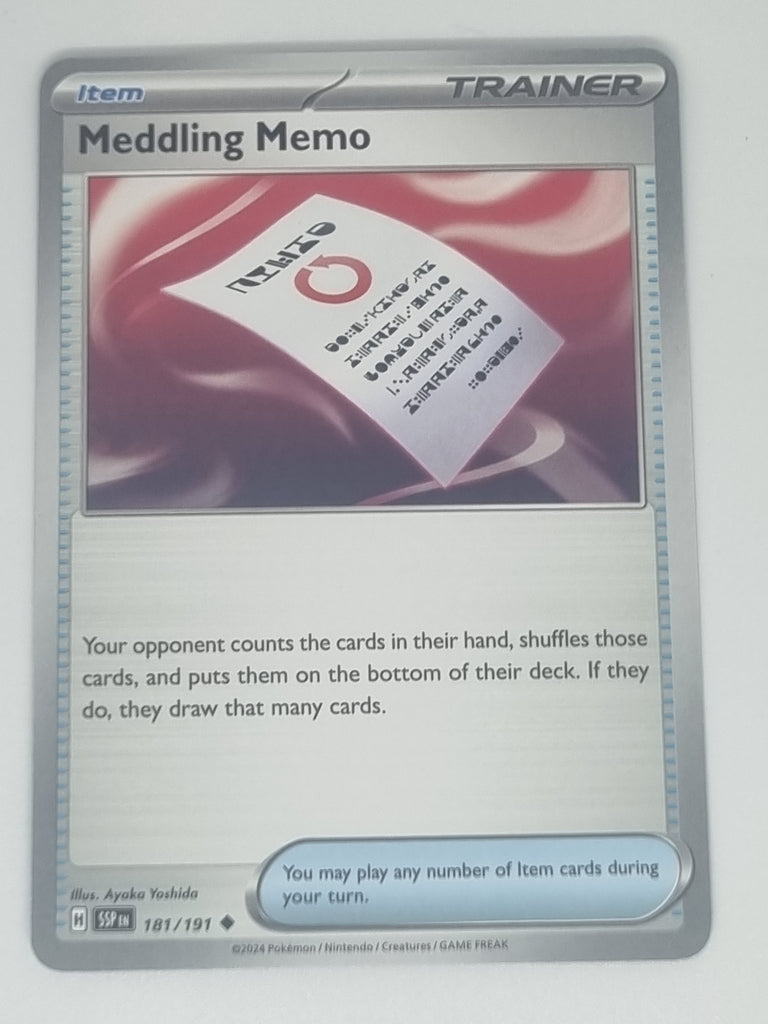 Item
TRAINER
Meddling Memo
Your opponent counts the cards in their hand, shuffles those
cards, and puts them on the bottom of their deck. If they
do, they draw that many cards.
You may play any number of Item cards during
your turn.
Illus. Ayaka Yoshida
H SSP EN 181/191 ◆
©2024 Pokémon / Nintendo / Creatures / GAME FREAK